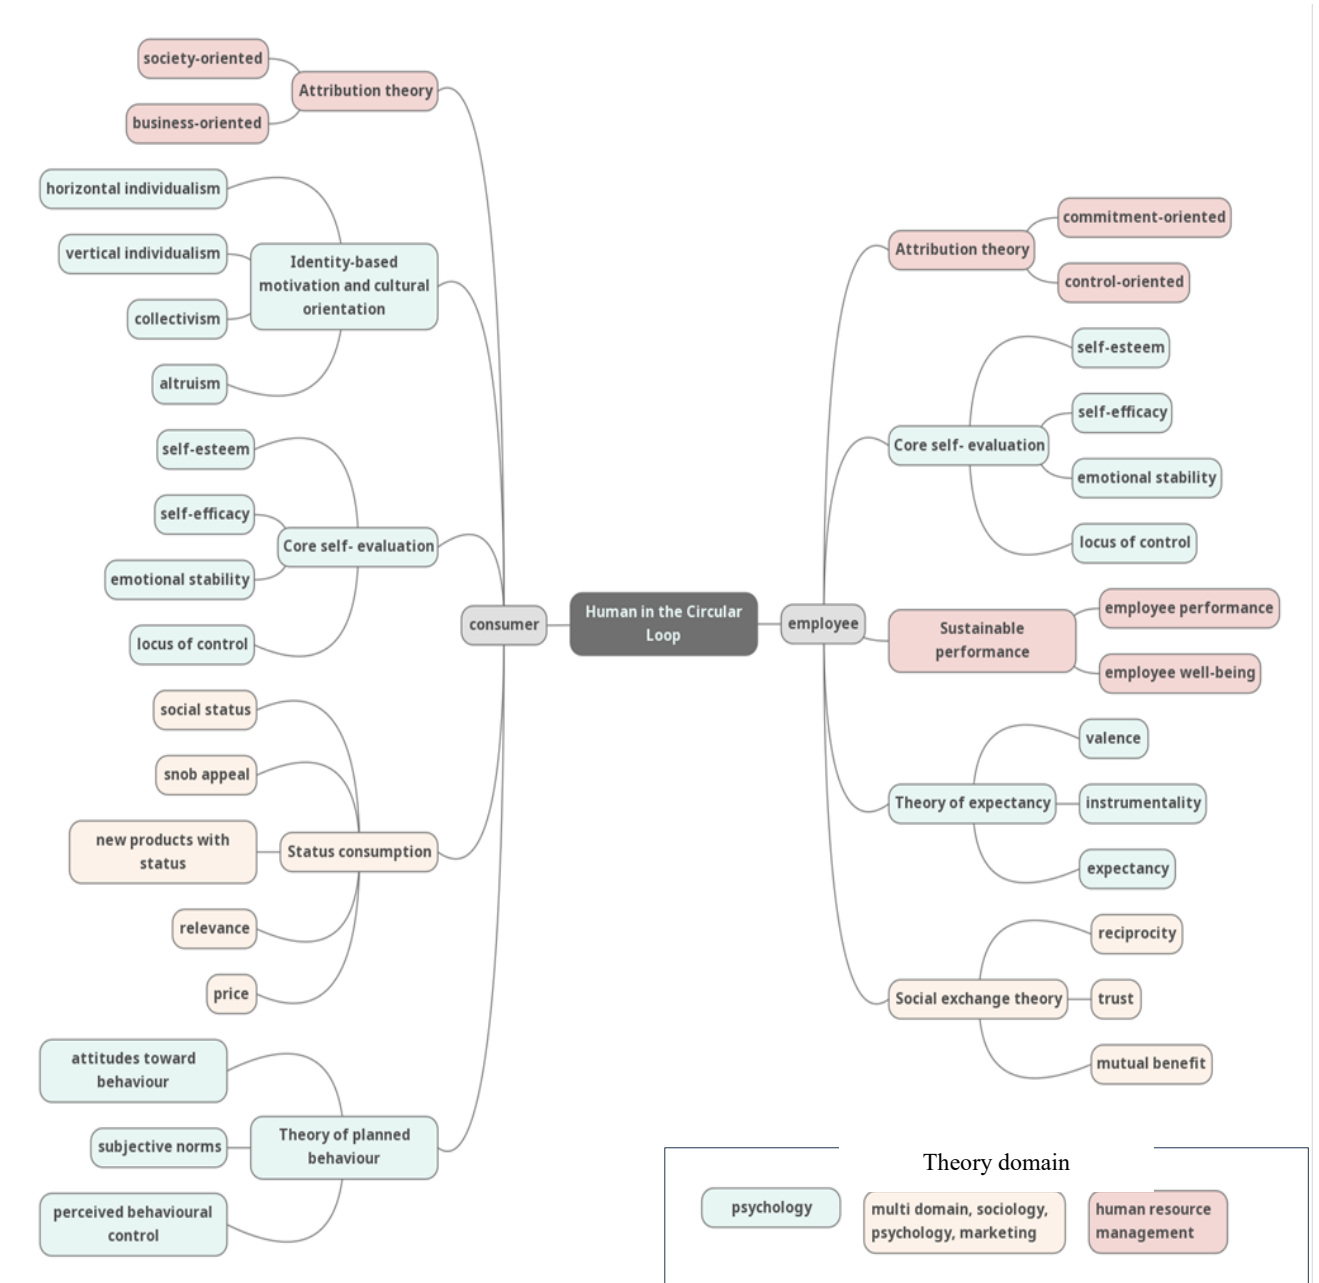 society-oriented
Attribution theory
business-oriented
horizontal individualism
vertical individualism
Identity-based
motivation and cultural
orientation
collectivism
altruism
self-esteem
self-efficacy
Core self- evaluation
emotional stability
locus of control
social status
snob appeal
new products with
status
Status consumption
relevance
price
attitudes toward
behaviour
subjective norms
Theory of planned
behaviour
perceived behavioural
control
consumer
Human in the Circular
Loop
employee
Attribution theory
commitment-oriented
control-oriented
self-esteem
self-efficacy
Core self- evaluation
emotional stability
locus of control
Sustainable
performance
employee performance
employee well-being
valence
Theory of expectancy
instrumentality
expectancy
reciprocity
Social exchange theory
trust
mutual benefit
Theory domain
psychology
multi domain, sociology,
psychology, marketing
human resource
management